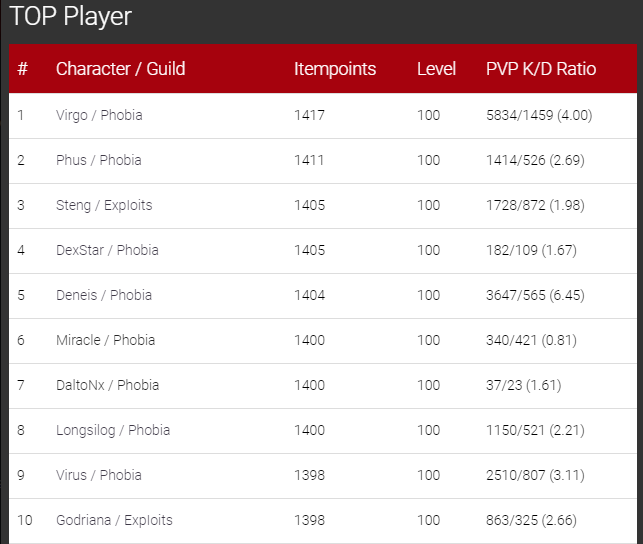 TOP Player
# Character / Guild Itempoints Level PVP K/D Ratio
1 Virgo / Phobia 1417 100 5834/1459 (4.00)
2 Phus / Phobia 1411 100 1414/526 (2.69)
3 Steng / Exploits 1405 100 1728/872 (1.98)
4 DexStar / Phobia 1405 100 182/109 (1.67)
5 Deneis / Phobia 1404 100 3647/565 (6.45)
6 Miracle / Phobia 1400 100 340/421 (0.81)
7 DaltoNx / Phobia 1400 100 37/23 (1.61)
8 Longsilog / Phobia 1400 100 1150/521 (2.21)
9 Virus / Phobia 1398 100 2510/807 (3.11)
10 Godriana / Exploits 1398 100 863/325 (2.66)